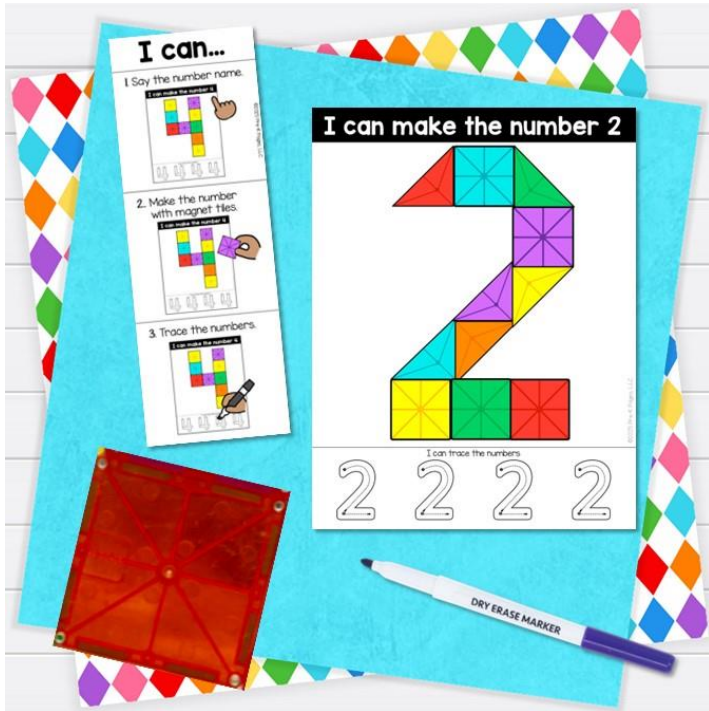 I can...
1. Say the number name.
I can make the number 4
2. Make the number
with magnet tiles.
I can make the number 4
3. Trace the numbers.
I can make the number 4
I can make the number 2
I can trace the numbers
2 2 2 2
DRY ERASE MARKER